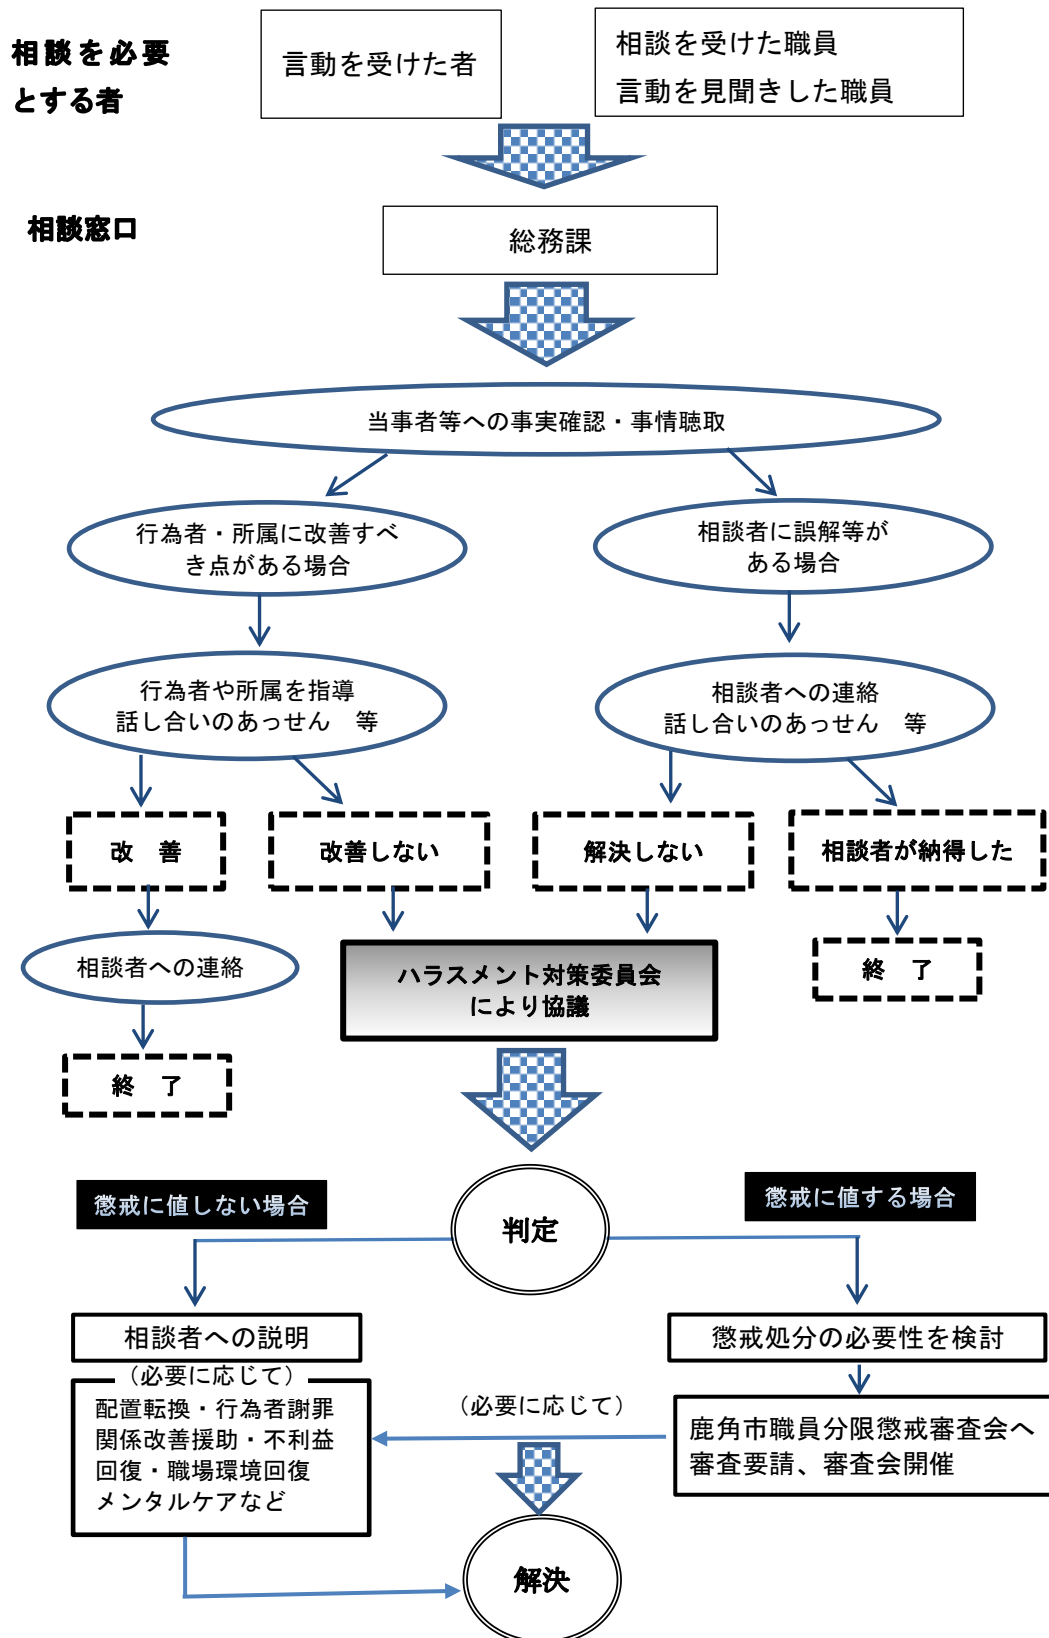 相談を必要
とする者
言動を受けた者
相談を受けた職員
言動を見聞きした職員
相談窓口
総務課
当事者等への事実確認・事情聴取
行為者・所属に改善すべ
き点がある場合
相談者に誤解等が
ある場合
行為者や所属を指導
話し合いのあっせん　等
相談者への連絡
話し合いのあっせん　等
改　善
改善しない
解決しない
相談者が納得した
相談者への連絡
ハラスメント対策委員会
により協議
終　了
終　了
懲戒に値しない場合
判定
懲戒に値する場合
相談者への説明
懲戒処分の必要性を検討
（必要に応じて）
配置転換・行為者謝罪
関係改善援助・不利益
回復・職場環境回復
メンタルケアなど
（必要に応じて）
鹿角市職員分限懲戒審査会へ
審査要請、審査会開催
解決